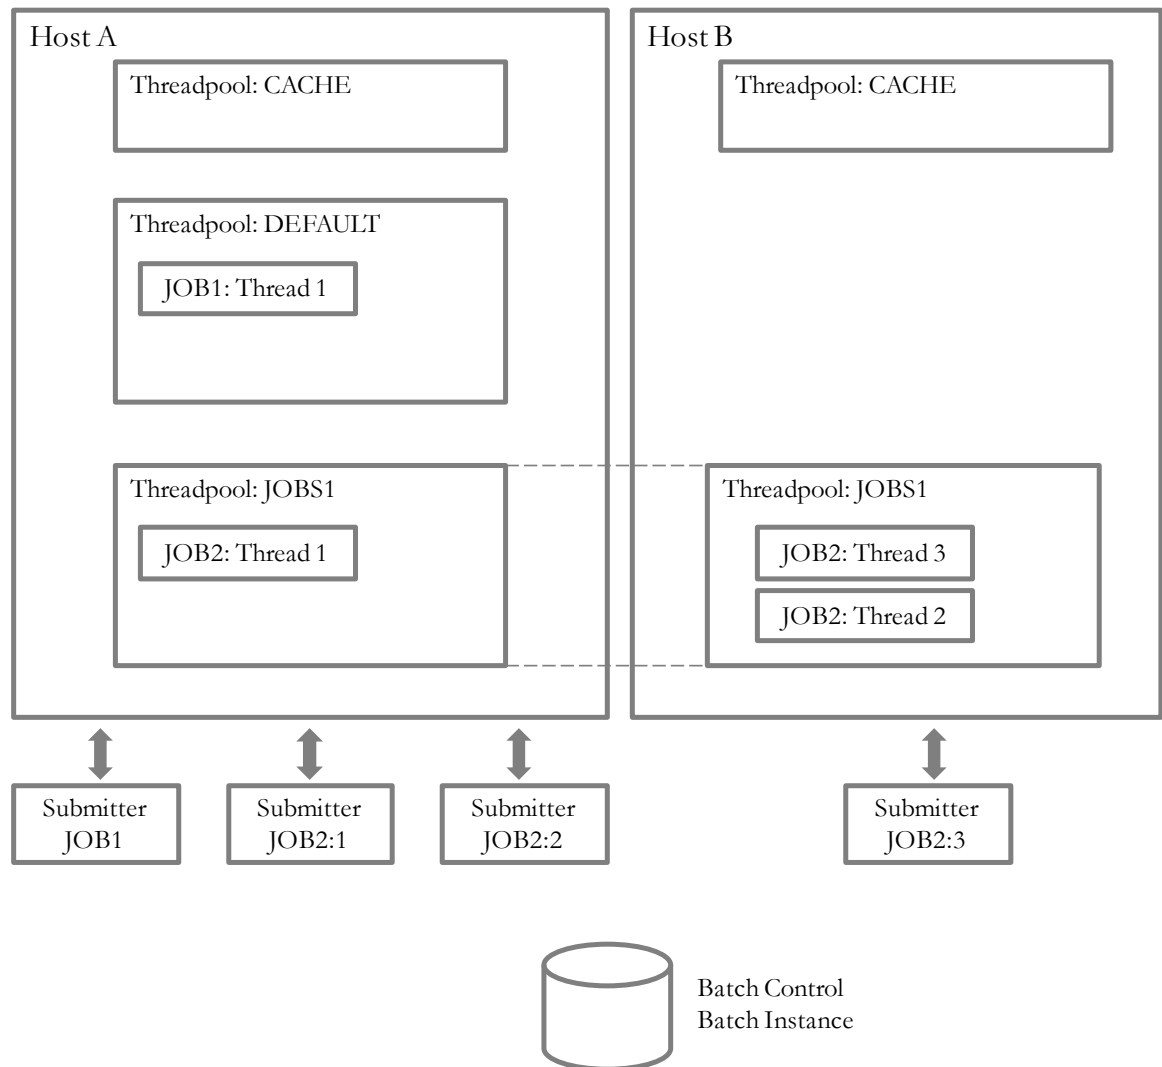 Host A
Threadpool: CACHE
Threadpool: DEFAULT
JOB1: Thread 1
Threadpool: JOBS1
JOB2: Thread 1
Host B
Threadpool: CACHE
Threadpool: JOBS1
JOB2: Thread 3
JOB2: Thread 2
Submitter
JOB1
Submitter
JOB2:1
Submitter
JOB2:2
Submitter
JOB2:3
Batch Control
Batch Instance